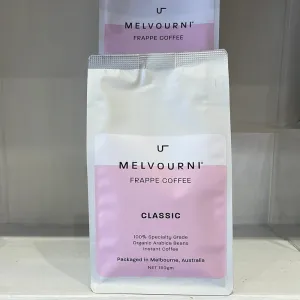 MELVOURNI®
FRAPPE COFFEE
MELVOURNI®
FRAPPE COFFEE
CLASSIC
100% Specialty Grade
Organic Arabica Beans
Instant Coffee
Packaged in Melbourne, Australia